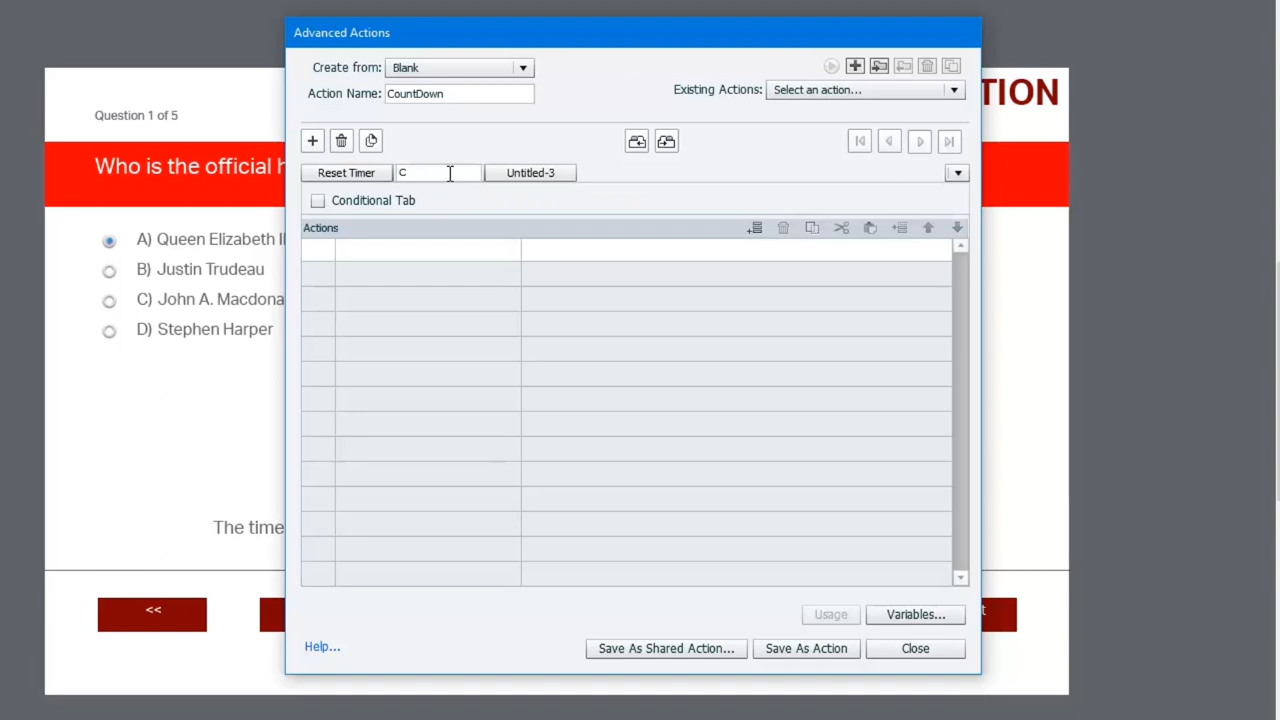 Advanced Actions
Create from: Blank
Action Name: CountDown
Existing Actions: Select an action...
TION
Question 1 of 5
Who is the official h
Reset Timer C Untitled-3
Conditional Tab
Actions
A) Queen Elizabeth II
B) Justin Trudeau
C) John A. Macdona
D) Stephen Harper
The time
<<
t
Usage Variables...
Help... Save As Shared Action... Save As Action Close